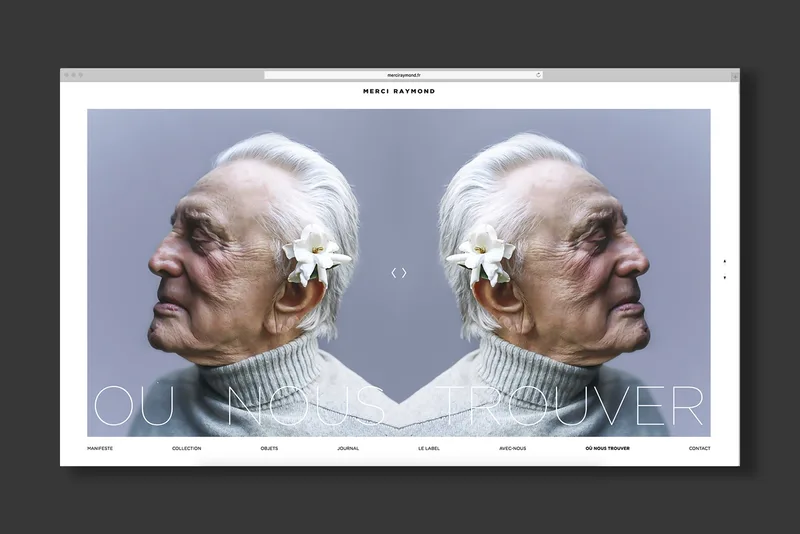 merciraymond.fr
MERCI RAYMOND
OU NOUS TROUVER
MANIFESTE COLLECTION OBJETS JOURNAL LE LABEL AVEC-NOUS OÙ NOUS TROUVER CONTACT